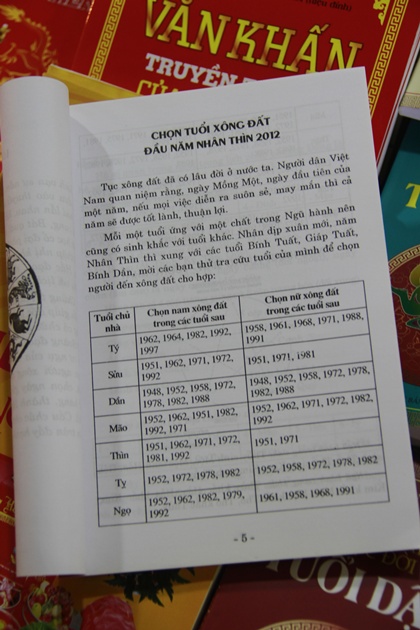 VĂN KHẤN
TRUYỀN
CHỌN TUỔI XÔNG ĐẤT
ĐẦU NĂM NHÂN THÌN 2012
Tục xông đất đã có lâu đời ở nước ta. Người dân Việt
Nam quan niệm rằng, ngày Mồng Một, ngày đầu tiên của
một năm, nếu mọi việc diễn ra suôn sẻ, may mắn thì cả
năm sẽ được tốt lành, thuận lợi.
Mỗi một tuổi ứng với một chất trong Ngũ hành nên
cũng có sinh khắc với tuổi khác. Nhân dịp xuân mới, năm
Nhâm Thìn thì xung với các tuổi Bính Tuất, Giáp Tuất,
Bính Dần, mời các bạn thử tra cứu tuổi của mình để chọn
người đến xông đất cho hợp:
Tuổi chủ nhà | Chọn nam xông đất trong các tuổi sau | Chọn nữ xông đất trong các tuổi sau
Tý | 1962, 1964, 1982, 1992, 1997 | 1958, 1961, 1968, 1971, 1988, 1991
Sửu | 1951, 1962, 1971, 1972, 1992 | 1951, 1971, 1981
Dần | 1948, 1952, 1958, 1972, 1978, 1982, 1988 | 1948, 1952, 1958, 1972, 1978, 1982, 1988
Mão | 1952, 1962, 1951, 1982, 1992, 1971 | 1952, 1962, 1971, 1972, 1982, 1992
Thìn | 1951, 1962, 1971, 1972, 1981, 1992 | 1951, 1971
Tỵ | 1952, 1972, 1978, 1982 | 1952, 1958, 1972, 1978, 1982
Ngọ | 1952, 1962, 1982, 1979, 1992 | 1961, 1958, 1968, 1991
- 5 -
TUỔI DẬ